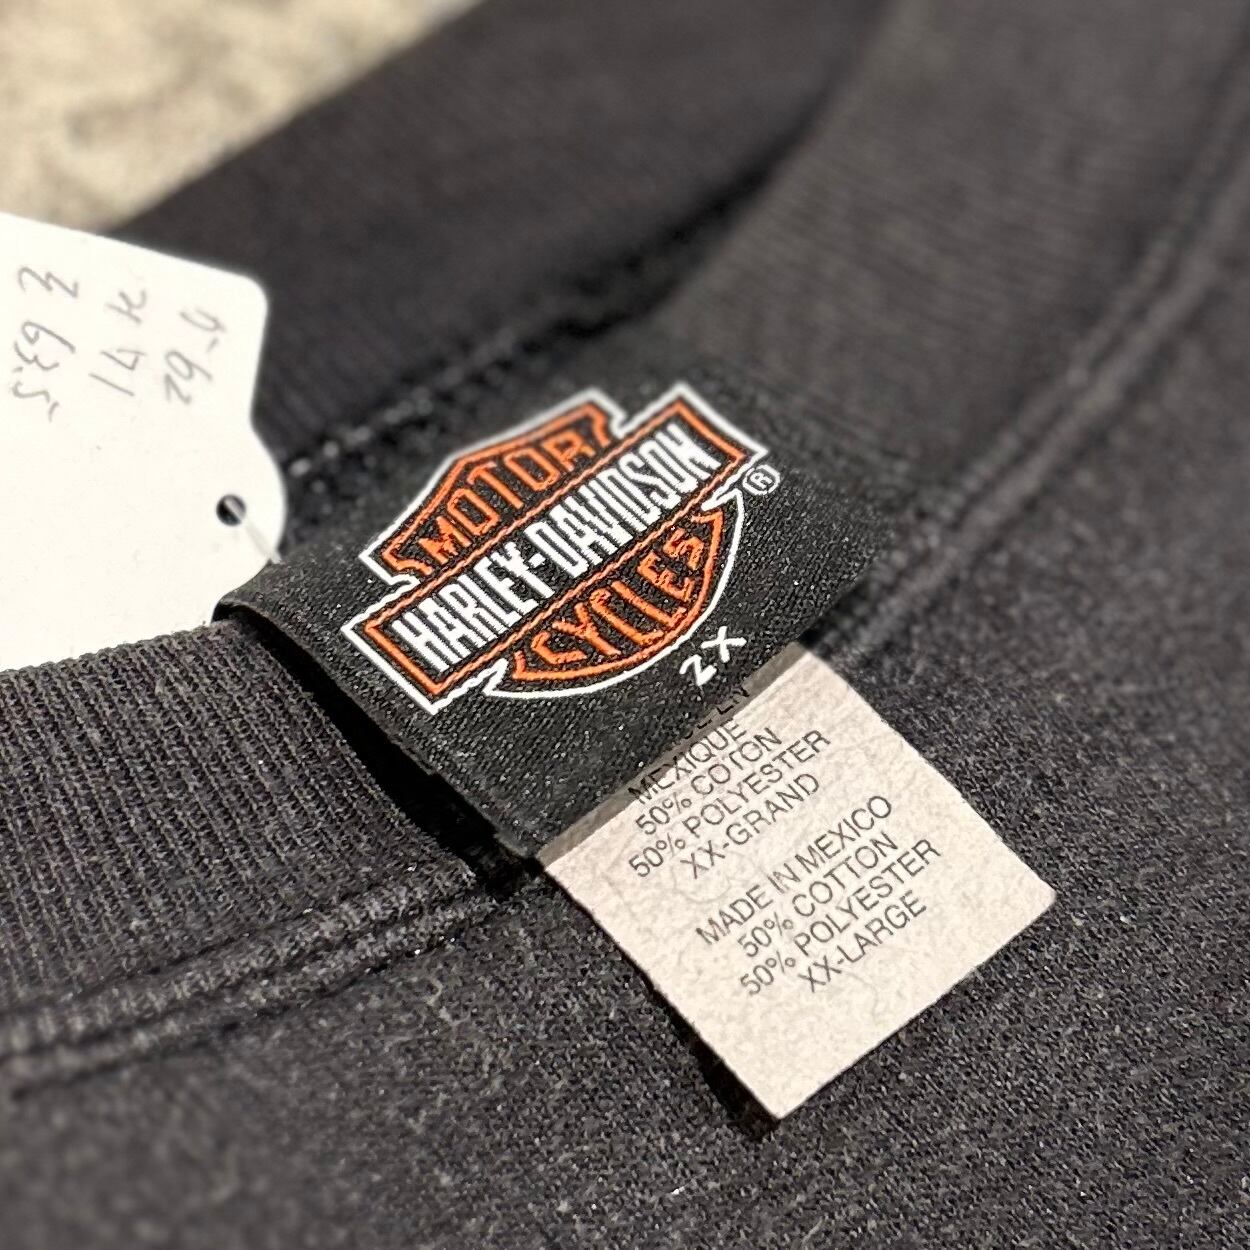 MOTOR
HARLEY-DAVIDSON
CYCLES
®
2X
MEXIQUE
50% COTON
50% POLYESTER
XX-GRAND
MADE IN MEXICO
50% COTTON
50% POLYESTER
XX-LARGE